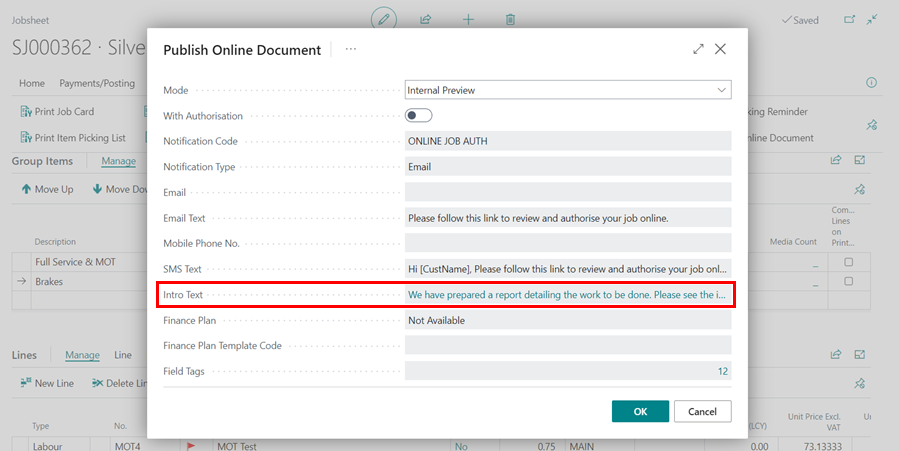 Jobsheet
Saved
SJ000362 · Silve
Publish Online Document ...
Home Payments/Posting
Mode Internal Preview
Print Job Card king Reminder
With Authorisation
Print Item Picking List nline Document
Notification Code ONLINE JOB AUTH
Group Items Manage
Notification Type Email
Move Up Move Dow
Email
Email Text Please follow this link to review and authorise your job online.
Com...
Lines
on
Print...
Description Media Count
Mobile Phone No.
Full Service & MOT _
SMS Text Hi [CustName], Please follow this link to review and authorise your job onl...
Brakes _
Intro Text We have prepared a report detailing the work to be done. Please see the i...
Finance Plan Not Available
Finance Plan Template Code
Lines Manage Line
Field Tags 12
New Line Delete Lin
OK Cancel
Type No. (LCY) Unit Price Excl.
VAT Ur
Labour MOT4 MOT Test No 0.75 MAIN 0.00 73.13333